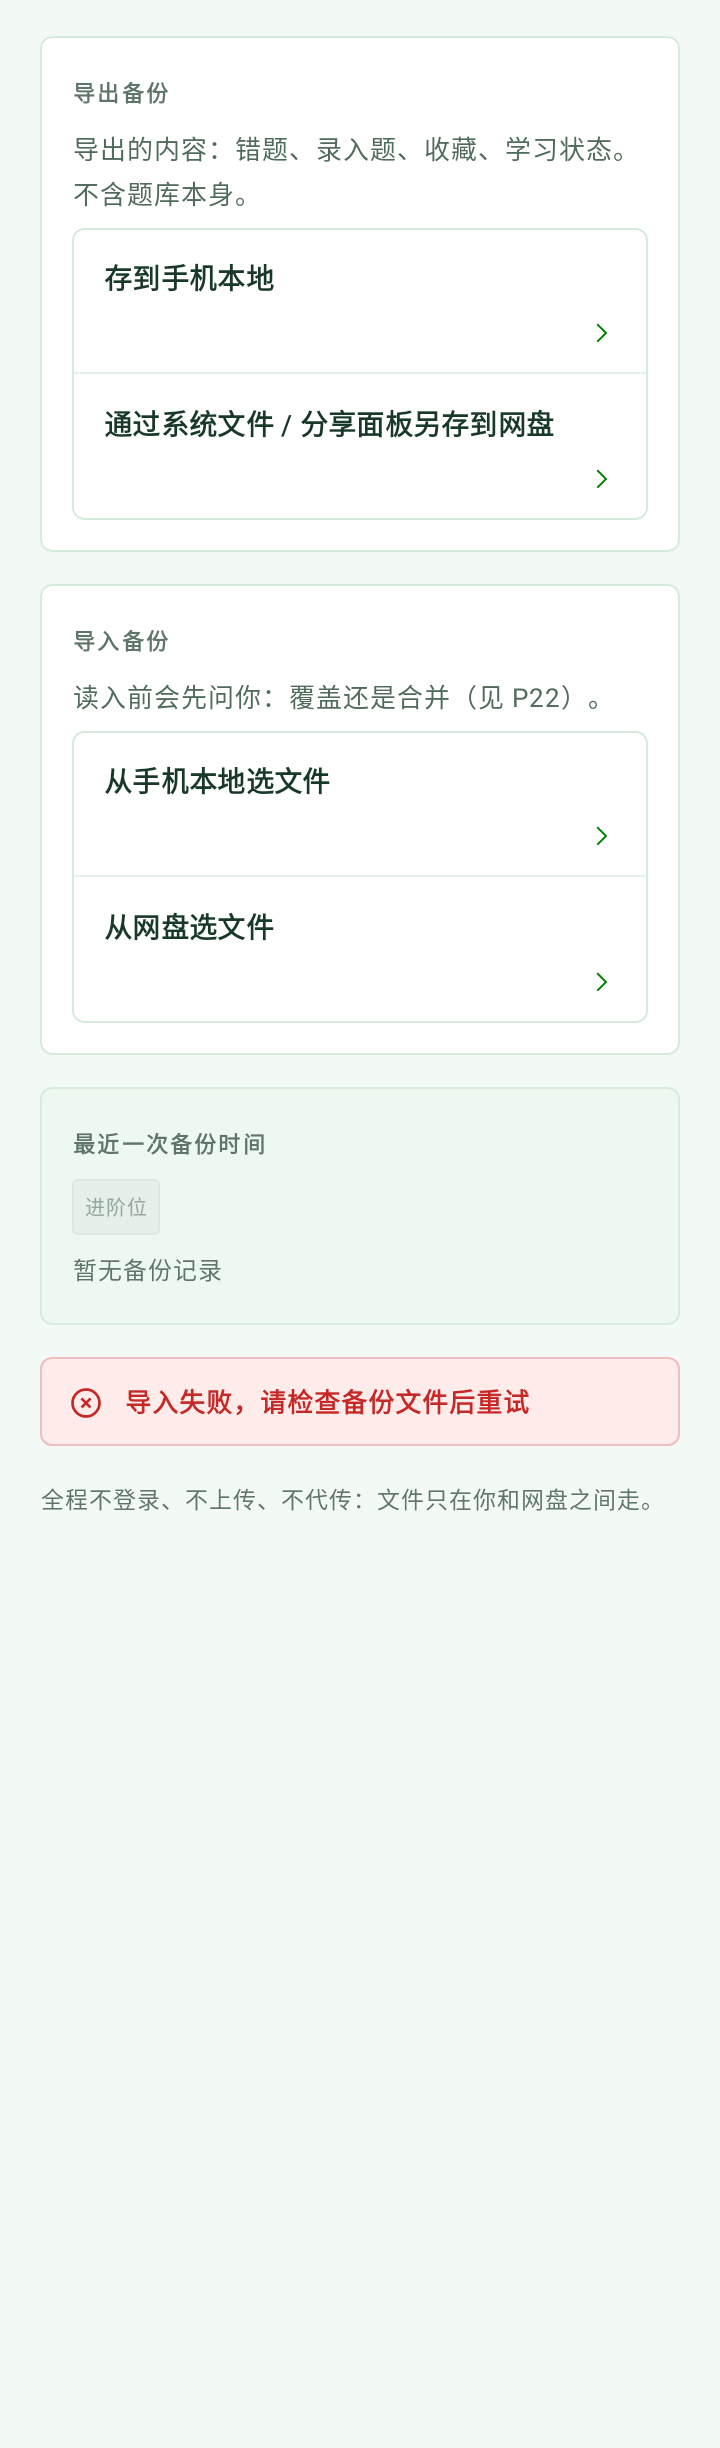 导出备份
导出的内容：错题、录入题、收藏、学习状态。
不含题库本身。
存到手机本地
通过系统文件 / 分享面板另存到网盘
导入备份
读入前会先问你：覆盖还是合并（见 P22）。
从手机本地选文件
从网盘选文件
最近一次备份时间
进阶位
暂无备份记录
导入失败，请检查备份文件后重试
全程不登录、不上传、不代传：文件只在你和网盘之间走。